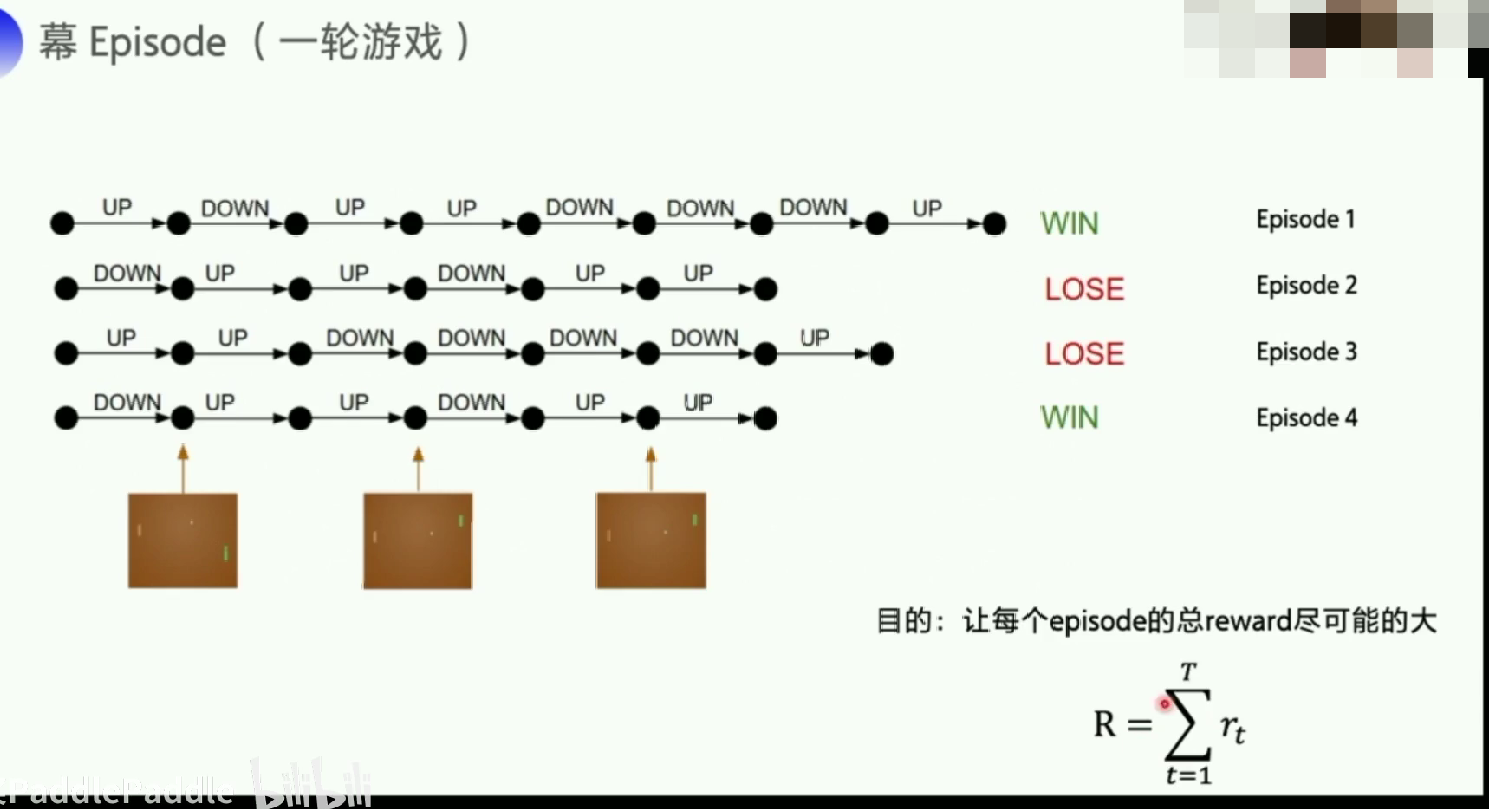 幕 Episode （一轮游戏）
UP DOWN UP UP DOWN DOWN DOWN UP WIN Episode 1
DOWN UP UP DOWN UP UP LOSE Episode 2
UP UP DOWN DOWN DOWN DOWN UP LOSE Episode 3
DOWN UP UP DOWN UP UP WIN Episode 4
目的：让每个episode的总reward尽可能的大
T
R = ∑ rt
t=1
PaddlePaddle bilibili